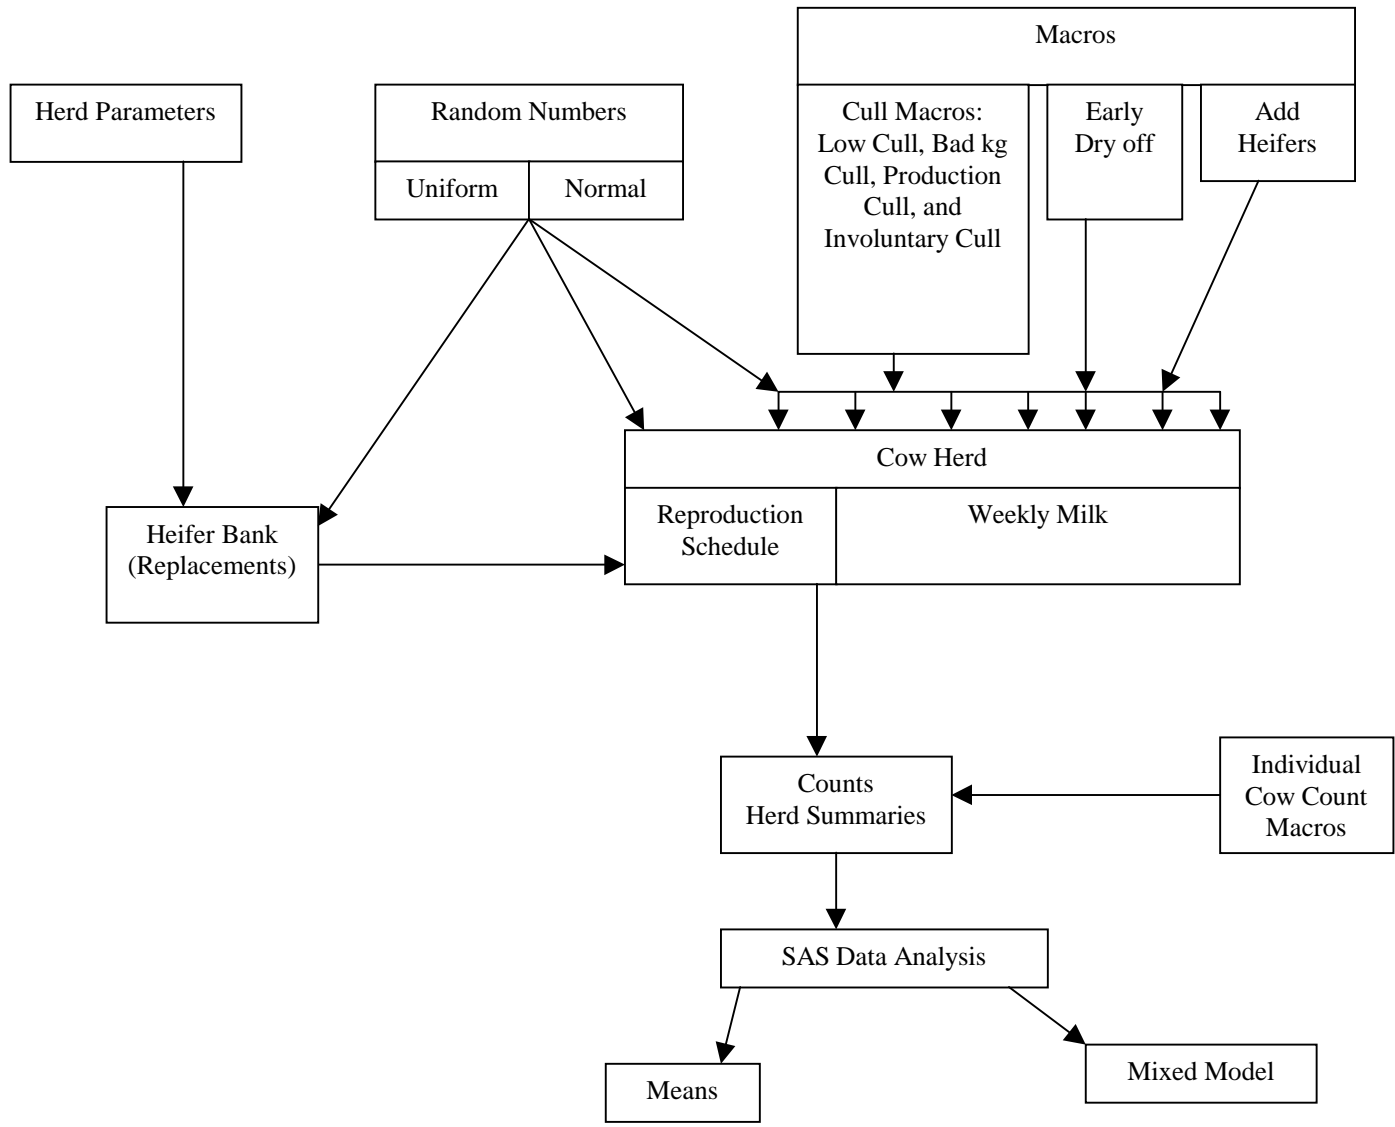 Macros
Herd Parameters
Random Numbers
Uniform
Normal
Cull Macros:
Low Cull, Bad kg
Cull, Production
Cull, and
Involuntary Cull
Early
Dry off
Add
Heifers
Cow Herd
Reproduction
Schedule
Weekly Milk
Heifer Bank
(Replacements)
Counts
Herd Summaries
Individual
Cow Count
Macros
SAS Data Analysis
Means
Mixed Model